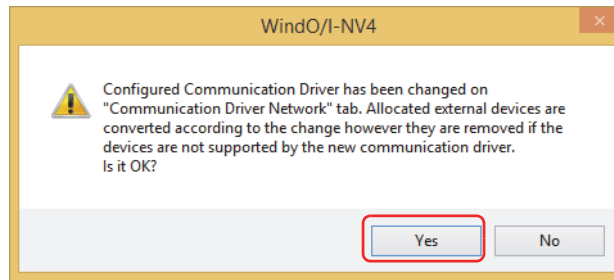 WindO/I-NV4
Configured Communication Driver has been changed on
"Communication Driver Network" tab. Allocated external devices are
converted according to the change however they are removed if the
devices are not supported by the new communication driver.
Is it OK?
Yes
No